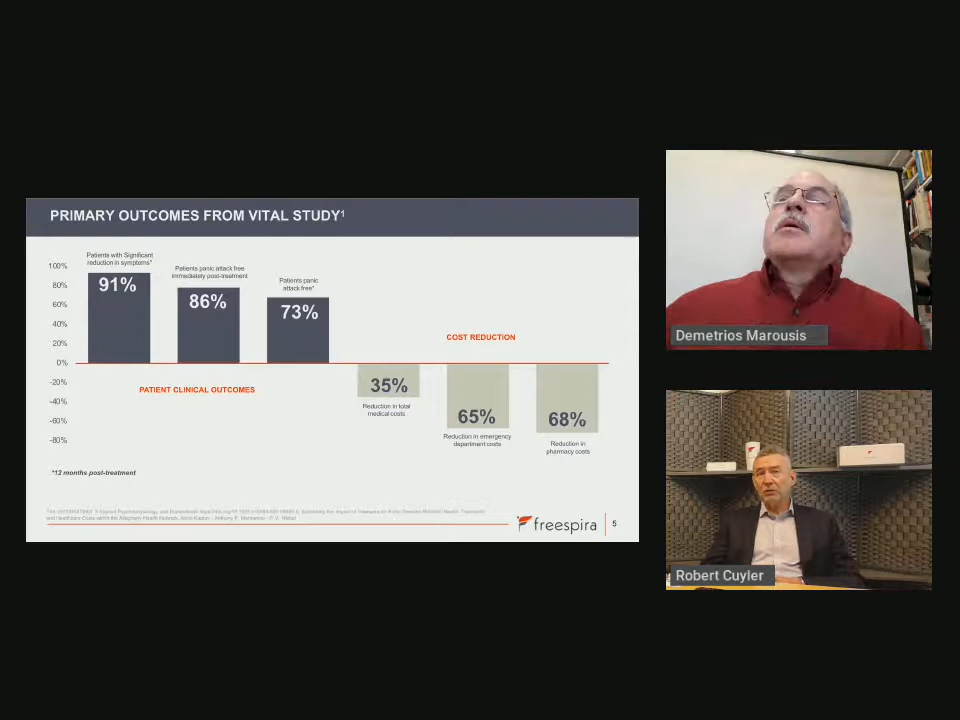 PRIMARY OUTCOMES FROM VITAL STUDY1
Patients with Significant
reduction in symptoms*
Patients panic attack free
immediately post-treatment
Patients panic
attack free*
100%
80%
60%
40%
20%
0%
-20%
-40%
-60%
-80%
91%
86%
73%
COST REDUCTION
PATIENT CLINICAL OUTCOMES
35%
65%
68%
Reduction in total
medical costs
Reduction in emergency
department costs
Reduction in
pharmacy costs
*12 months post-treatment
freespira
5
Demetrios Marousis
Robert Cuyler